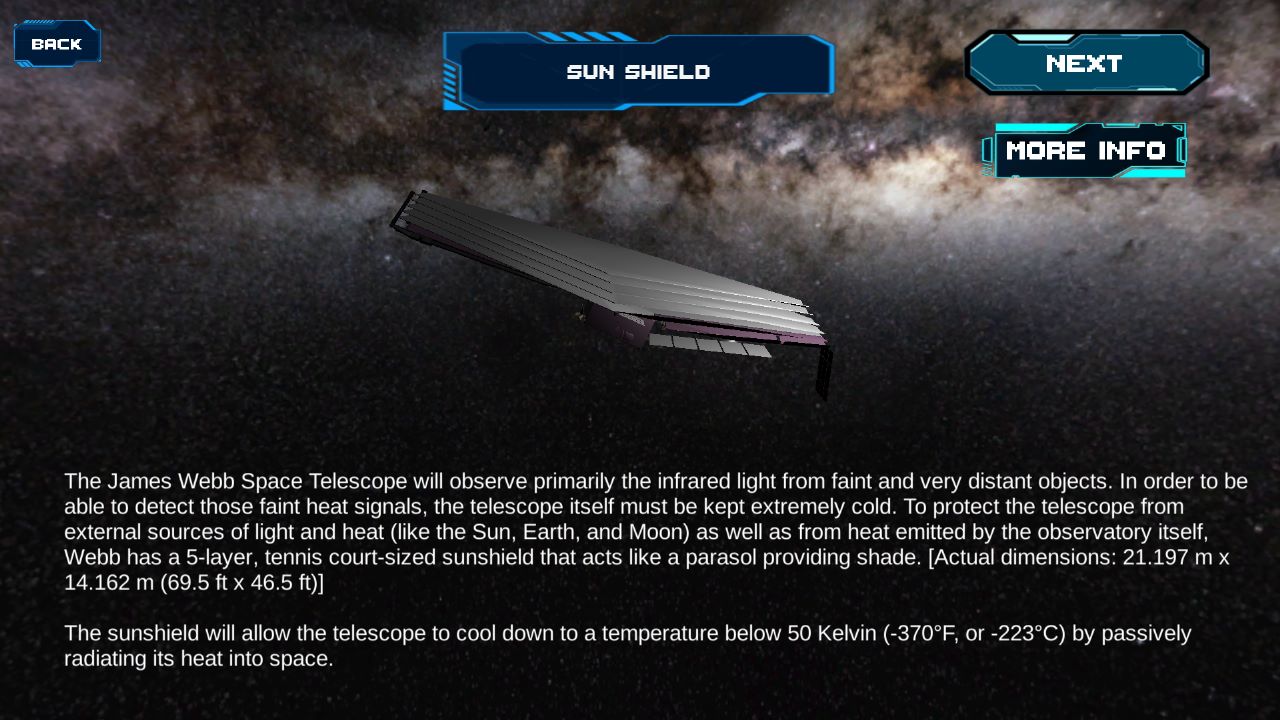 BACK
SUN SHIELD
NEXT
MORE INFO
The James Webb Space Telescope will observe primarily the infrared light from faint and very distant objects. In order to be
able to detect those faint heat signals, the telescope itself must be kept extremely cold. To protect the telescope from
external sources of light and heat (like the Sun, Earth, and Moon) as well as from heat emitted by the observatory itself,
Webb has a 5-layer, tennis court-sized sunshield that acts like a parasol providing shade. [Actual dimensions: 21.197 m x
14.162 m (69.5 ft x 46.5 ft)]
The sunshield will allow the telescope to cool down to a temperature below 50 Kelvin (-370°F, or -223°C) by passively
radiating its heat into space.